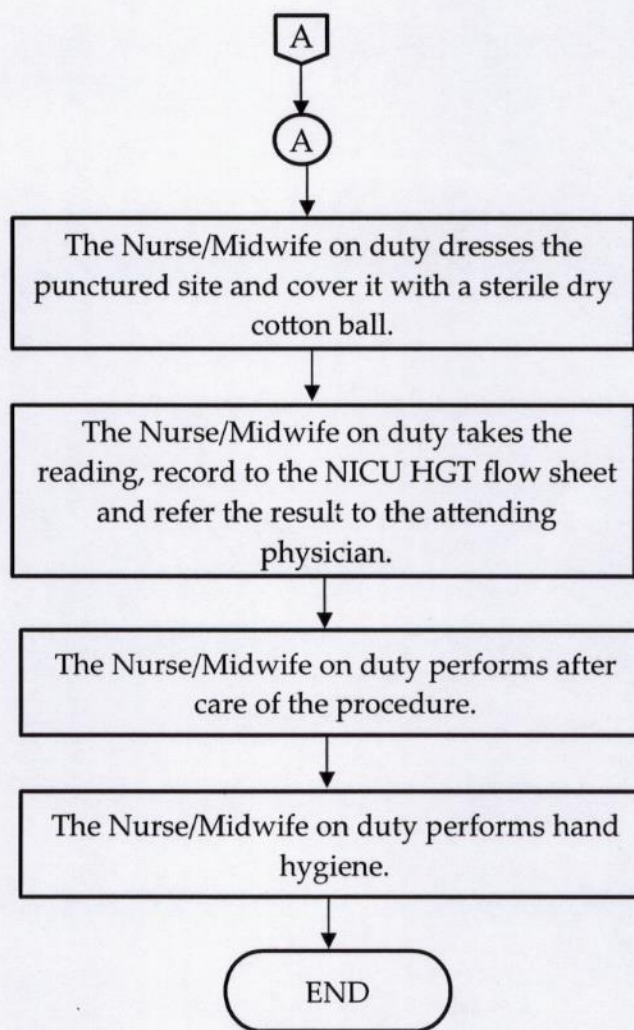 A
A
The Nurse/Midwife on duty dresses the
punctured site and cover it with a sterile dry
cotton ball.
The Nurse/Midwife on duty takes the
reading, record to the NICU HGT flow sheet
and refer the result to the attending
physician.
The Nurse/Midwife on duty performs after
care of the procedure.
The Nurse/Midwife on duty performs hand
hygiene.
END